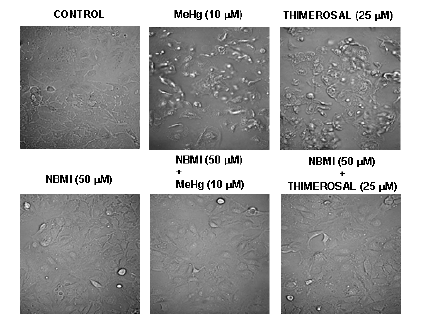 CONTROL
MeHg (10 µM)
THIMEROSAL (25 µM)
NBMI (50 µM)
NBMI (50 µM)
+
MeHg (10 µM)
NBMI (50 µM)
+
THIMEROSAL (25 µM)